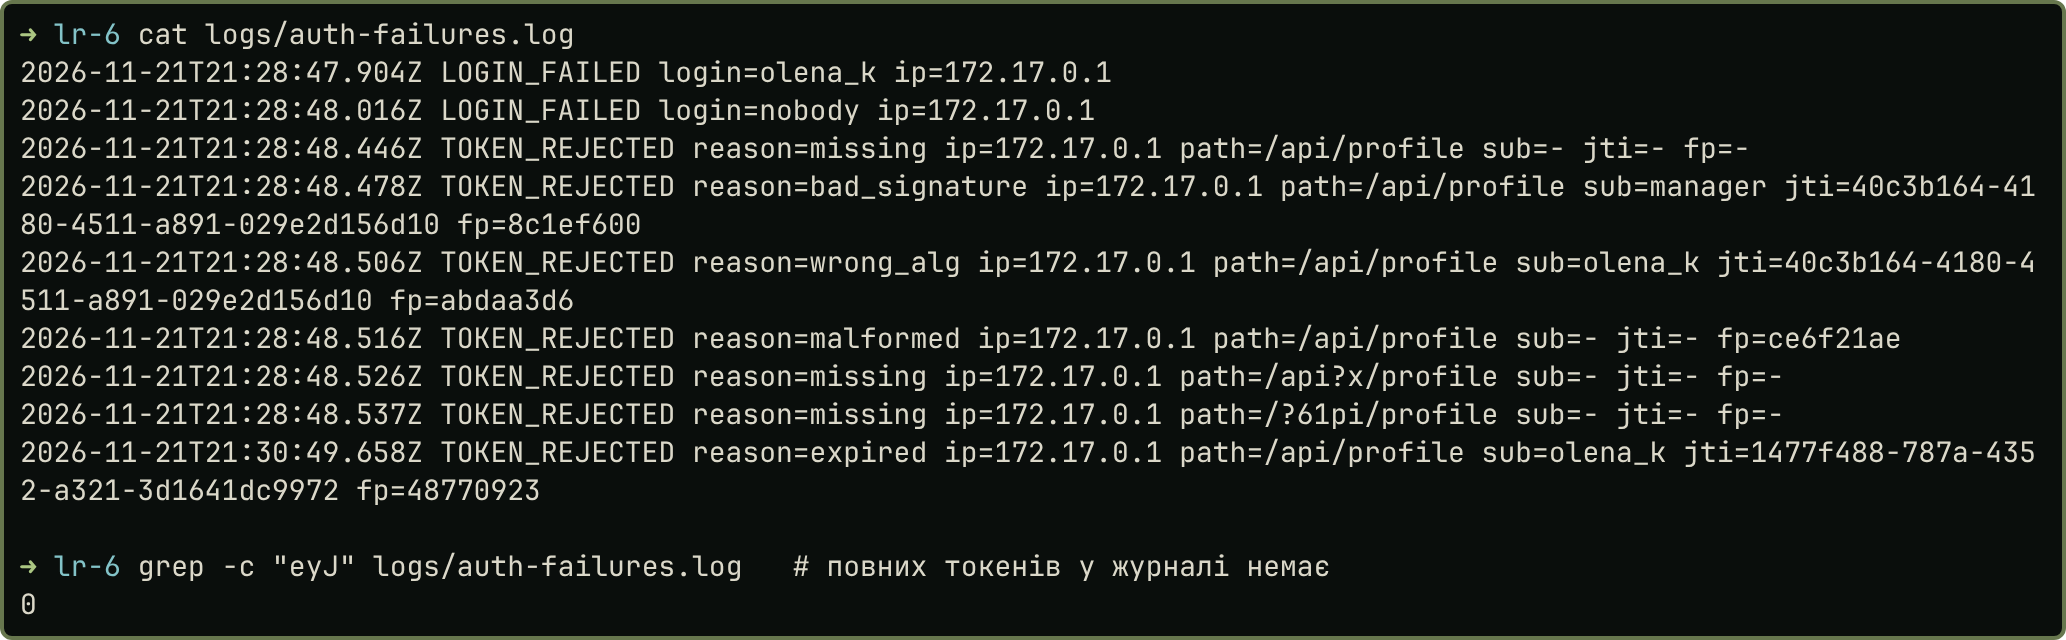 → lr-6 cat logs/auth-failures.log
2026-11-21T21:28:47.904Z LOGIN_FAILED login=olena_k ip=172.17.0.1
2026-11-21T21:28:48.016Z LOGIN_FAILED login=nobody ip=172.17.0.1
2026-11-21T21:28:48.446Z TOKEN_REJECTED reason=missing ip=172.17.0.1 path=/api/profile sub=- jti=- fp=-
2026-11-21T21:28:48.478Z TOKEN_REJECTED reason=bad_signature ip=172.17.0.1 path=/api/profile sub=manager jti=40c3b164-41
80-4511-a891-029e2d156d10 fp=8c1ef600
2026-11-21T21:28:48.506Z TOKEN_REJECTED reason=wrong_alg ip=172.17.0.1 path=/api/profile sub=olena_k jti=40c3b164-4180-4
511-a891-029e2d156d10 fp=abdaa3d6
2026-11-21T21:28:48.516Z TOKEN_REJECTED reason=malformed ip=172.17.0.1 path=/api/profile sub=- jti=- fp=ce6f21ae
2026-11-21T21:28:48.526Z TOKEN_REJECTED reason=missing ip=172.17.0.1 path=/api?x/profile sub=- jti=- fp=-
2026-11-21T21:28:48.537Z TOKEN_REJECTED reason=missing ip=172.17.0.1 path=/?61pi/profile sub=- jti=- fp=-
2026-11-21T21:30:49.658Z TOKEN_REJECTED reason=expired ip=172.17.0.1 path=/api/profile sub=olena_k jti=1477f488-787a-435
2-a321-3d1641dc9972 fp=48770923
→ lr-6 grep -c "eyJ" logs/auth-failures.log   # повних токенів у журналі немає
0